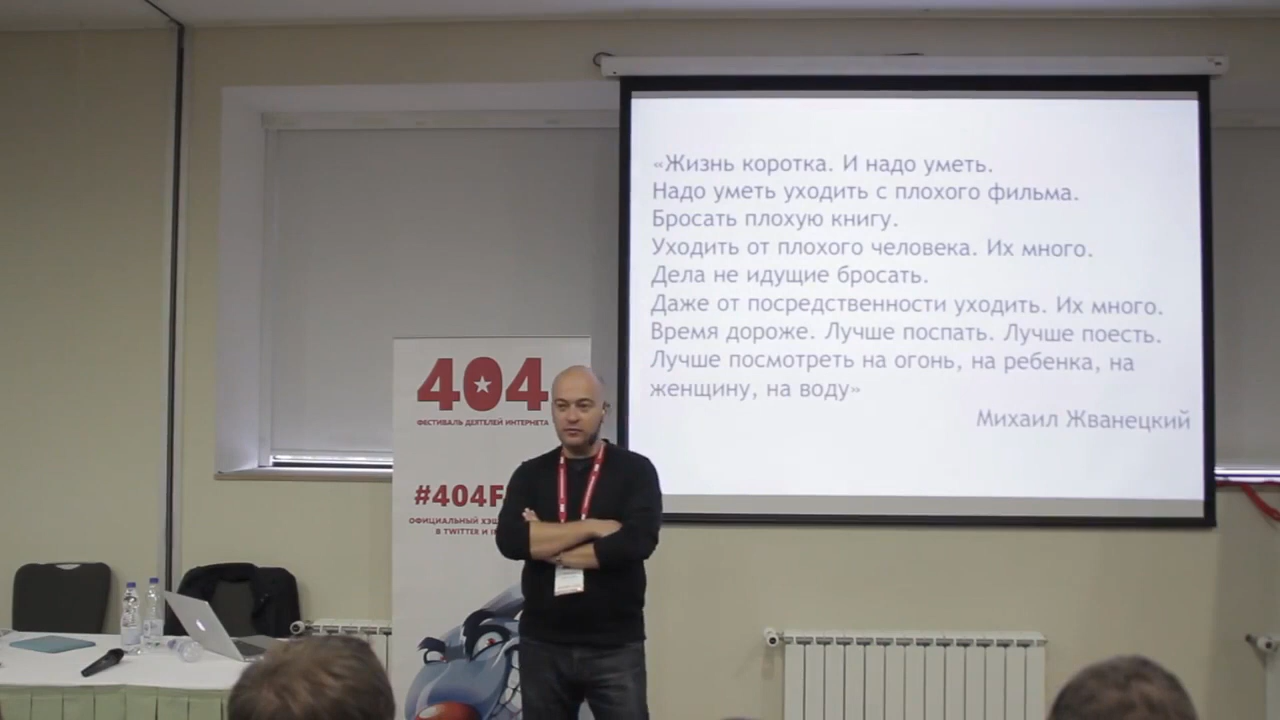 «Жизнь коротка. И надо уметь.
Надо уметь уходить с плохого фильма.
Бросать плохую книгу.
Уходить от плохого человека. Их много.
Дела не идущие бросать.
Даже от посредственности уходить. Их много.
Время дороже. Лучше поспать. Лучше поесть.
Лучше посмотреть на огонь, на ребенка, на
женщину, на воду»
Михаил Жванецкий
404
ФЕСТИВАЛЬ ДЕЯТЕЛЕЙ ИНТЕРНЕТА
#404F
ОФИЦИАЛЬНЫЙ
В TWITTER И